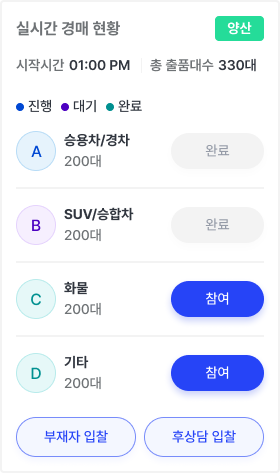 실시간 경매 현황 양산
시작시간 01:00 PM 총 출품대수 330대
진행 대기 완료
A 승용차/경차 완료
200대
B SUV/승합차 완료
200대
C 화물 참여
200대
D 기타 참여
200대
부재자 입찰 후상담 입찰